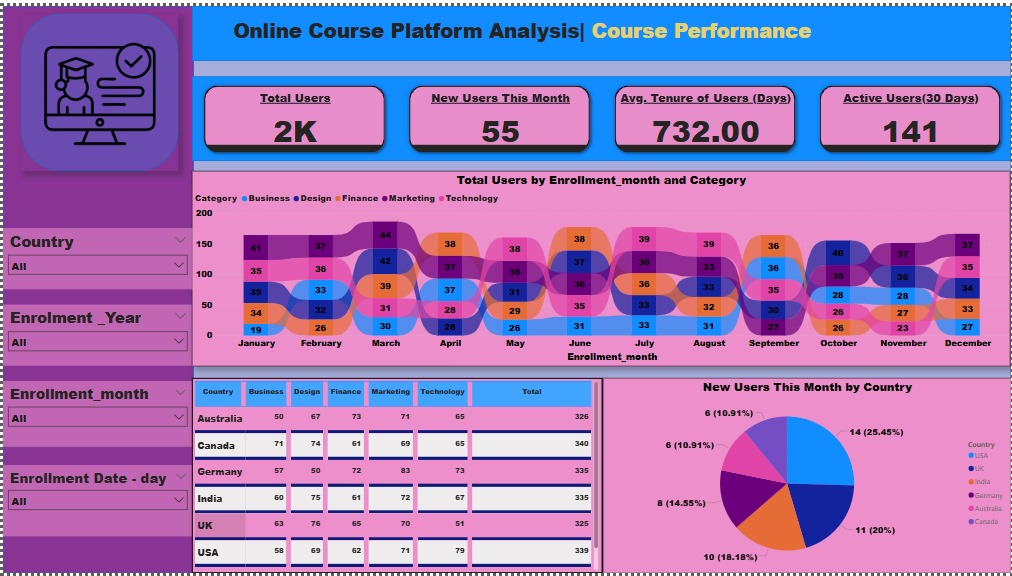 Online Course Platform Analysis| Course Performance
Total Users
2K
New Users This Month
55
Avg. Tenure of Users (Days)
732.00
Active Users(30 Days)
141
Country
All
Enrolment _Year
All
Enrollment_month
All
Enrollment Date - day
All
Total Users by Enrollment_month and Category
Category Business Design Finance Marketing Technology
200
150
100
50
0
41 35 35 34 19
37 36 33 32 26
44 42 39 31 30
38 37 37 28 28
38 36 31 29 26
38 37 36 35 31
39 36 36 33 33
39 33 33 32 31
36 36 35 30 27
40 35 28 26 26
37 36 28 27 23
37 35 34 33 27
January February March April May June July August September October November December
Enrollment_month
Country Business Design Finance Marketing Technology Total
Australia 50 67 73 71 65 326
Canada 71 74 61 69 65 340
Germany 57 50 72 83 73 335
India 60 75 61 72 67 335
UK 63 76 65 70 51 325
USA 58 69 62 71 79 339
New Users This Month by Country
6 (10.91%)
14 (25.45%)
6 (10.91%)
8 (14.55%)
11 (20%)
10 (18.18%)
Country
USA
UK
India
Germany
Australia
Canada